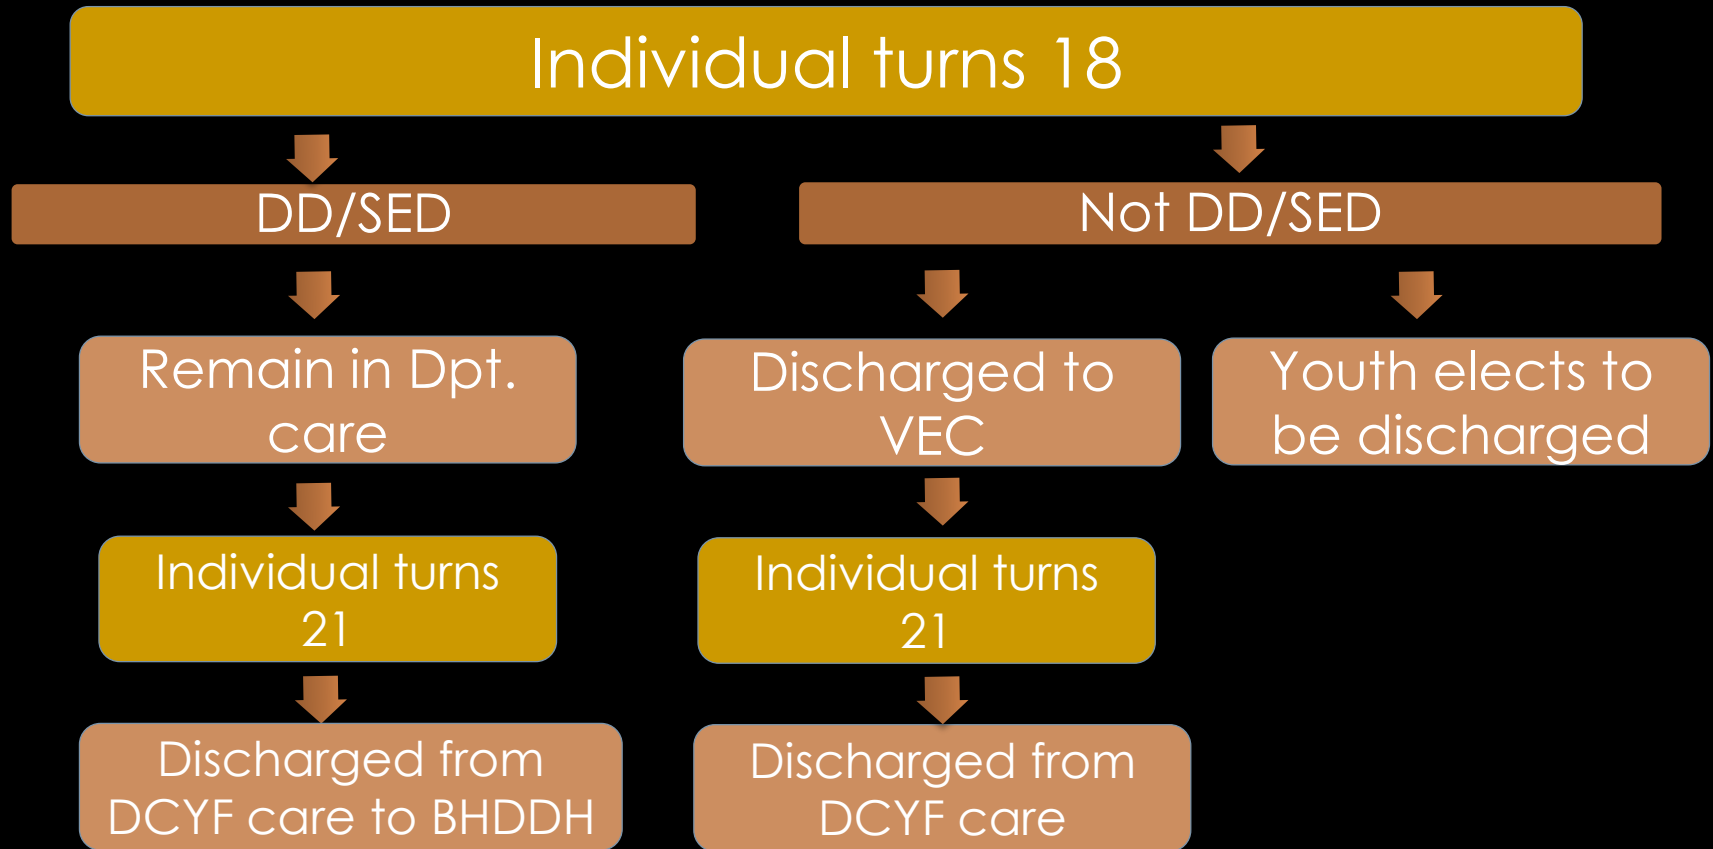 Individual turns 18
DD/SED
Not DD/SED
Remain in Dpt.
care
Discharged to
VEC
Youth elects to
be discharged
Individual turns
21
Individual turns
21
Discharged from
DCYF care to BHDDH
Discharged from
DCYF care